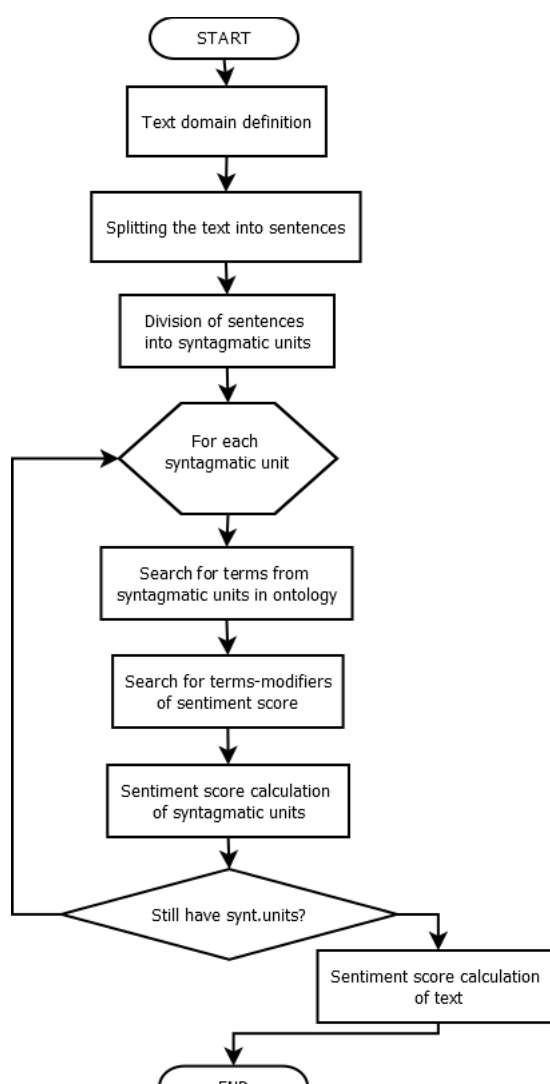 START
Text domain definition
Splitting the text into sentences
Division of sentences
into syntagmatic units
For each
syntagmatic unit
Search for terms from
syntagmatic units in ontology
Search for terms-modifiers
of sentiment score
Sentiment score calculation
of syntagmatic units
Still have synt.units?
Sentiment score calculation
of text
END